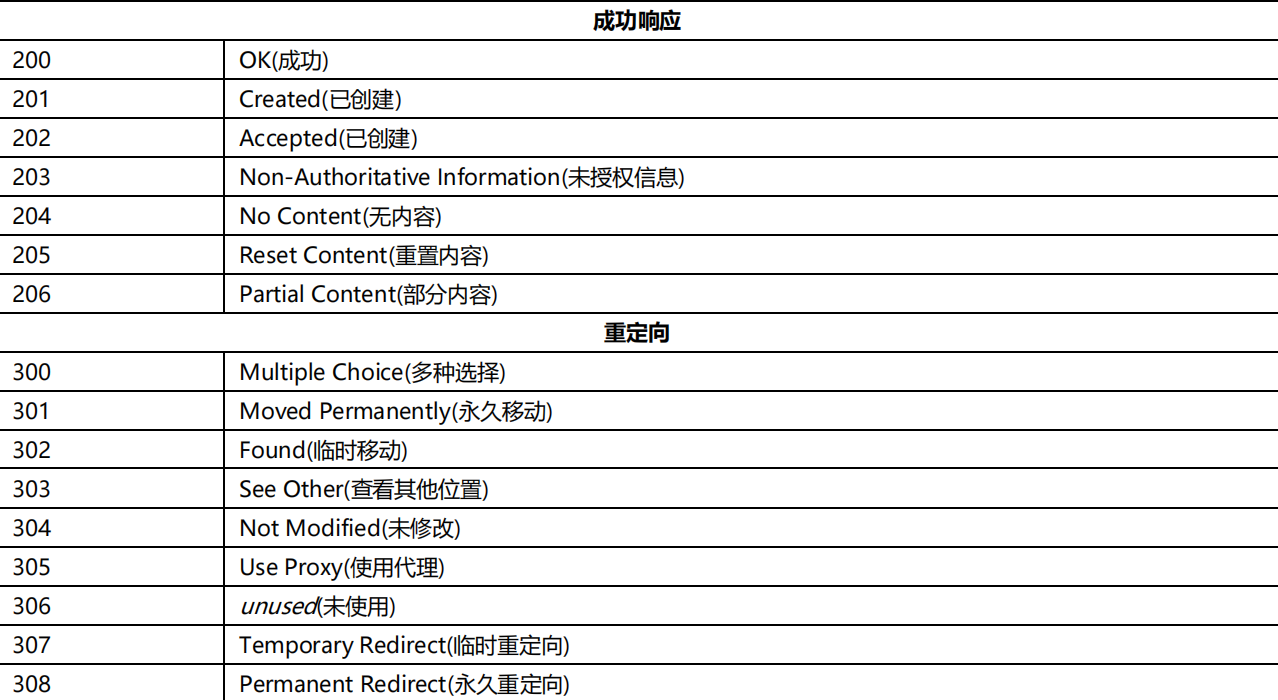 成功响应
200 OK(成功)
201 Created(已创建)
202 Accepted(已创建)
203 Non-Authoritative Information(未授权信息)
204 No Content(无内容)
205 Reset Content(重置内容)
206 Partial Content(部分内容)
重定向
300 Multiple Choice(多种选择)
301 Moved Permanently(永久移动)
302 Found(临时移动)
303 See Other(查看其他位置)
304 Not Modified(未修改)
305 Use Proxy(使用代理)
306 unused(未使用)
307 Temporary Redirect(临时重定向)
308 Permanent Redirect(永久重定向)